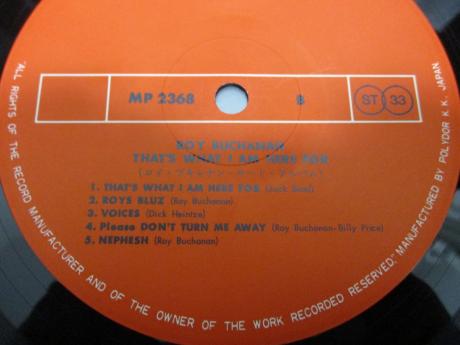 MP 2368 B ST 33
ROY BUCHANAN
THAT'S WHAT I AM HERE FOR
1. THAT'S WHAT I AM HERE FOR
2. ROYS BLUZ (Roy Buchanan)
3. VOICES (Dick Heintze)
4. Please DON'T TURN ME AWAY (Roy Buchanan-Billy Price)
5. NEPHESH (Roy Buchanan)
"ALL RIGHTS OF THE RECORD MANUFACTURER AND OF THE OWNER OF THE WORK RECORDED RESERVED" MANUFACTURED BY POLYDOR K.K., JAPAN